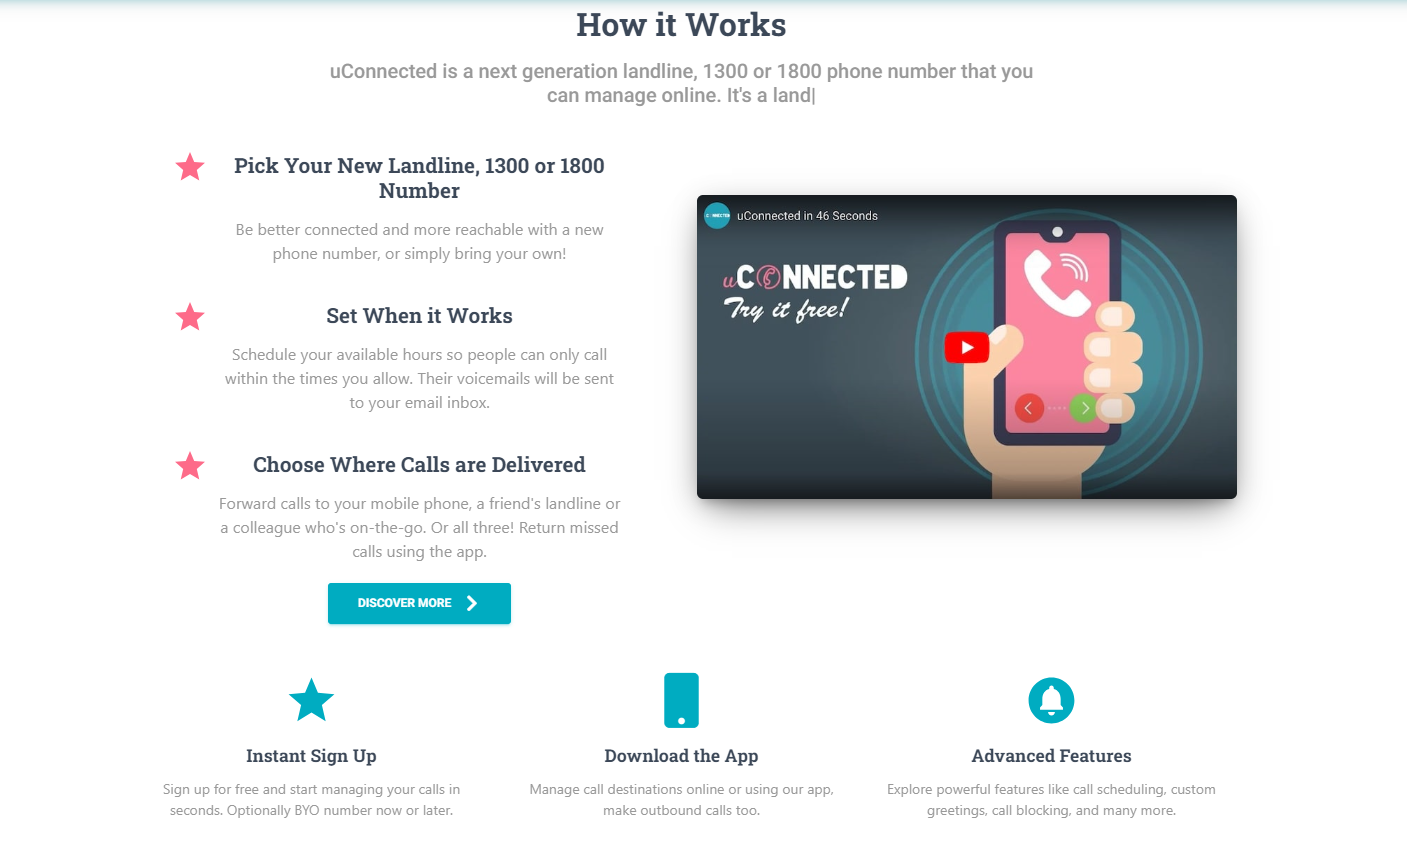 How it Works
uConnected is a next generation landline, 1300 or 1800 phone number that you
can manage online. It's a land|
Pick Your New Landline, 1300 or 1800
Number
Be better connected and more reachable with a new
phone number, or simply bring your own!
Set When it Works
Schedule your available hours so people can only call
within the times you allow. Their voicemails will be sent
to your email inbox.
Choose Where Calls are Delivered
Forward calls to your mobile phone, a friend's landline or
a colleague who's on-the-go. Or all three! Return missed
calls using the app.
DISCOVER MORE
uConnected in 46 Seconds
uCONNECTED
Try it free!
Instant Sign Up
Sign up for free and start managing your calls in
seconds. Optionally BYO number now or later.
Download the App
Manage call destinations online or using our app,
make outbound calls too.
Advanced Features
Explore powerful features like call scheduling, custom
greetings, call blocking, and many more.